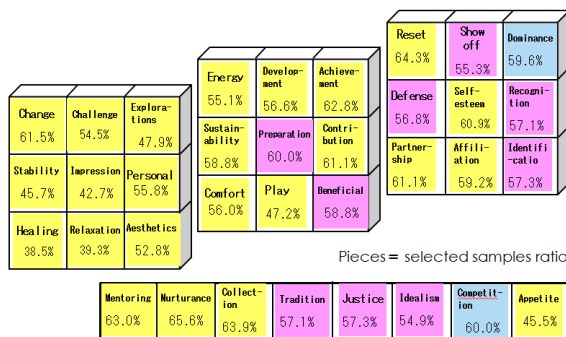 Change
61.5%
Challenge
54.5%
Explora-
tions
47.9%
Stability
45.7%
Impression
42.7%
Personal
55.8%
Healing
38.5%
Relaxation
39.3%
Aesthetics
52.8%
Energy
55.1%
Develop-
ment
56.6%
Achieve-
ment
62.8%
Sustain-
ability
58.8%
Preparation
60.0%
Contri-
bution
61.1%
Comfort
56.0%
Play
47.2%
Beneficial
58.8%
Reset
64.3%
Show
off
55.3%
Dominance
59.6%
Defense
56.8%
Self-
esteem
60.9%
Recogni-
tion
57.1%
Partner-
ship
61.1%
Affili-
ation
59.2%
Identifi
-catio
57.3%
Pieces = selected samples ratio
Mentoring
63.0%
Nurturance
65.6%
Collect-
ion
63.9%
Tradition
57.1%
Justice
57.3%
Idealism
54.9%
Competit-
ion
60.0%
Appetite
45.5%